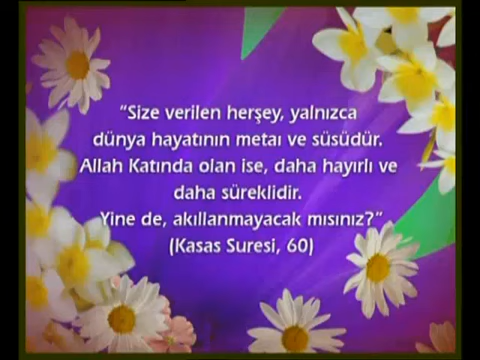 “Size verilen herşey, yalnızca
dünya hayatının metaı ve süsüdür.
Allah Katında olan ise, daha hayırlı ve
daha süreklidir.
Yine de, akıllanmayacak mısınız?”
(Kasas Suresi, 60)